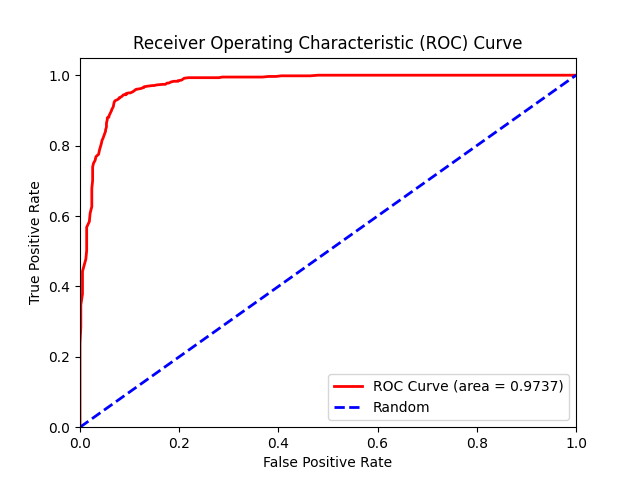 Receiver Operating Characteristic (ROC) Curve
1.0
0.8
0.6
0.4
0.2
0.0
True Positive Rate
ROC Curve (area = 0.9737)
Random
0.0 0.2 0.4 0.6 0.8 1.0
False Positive Rate